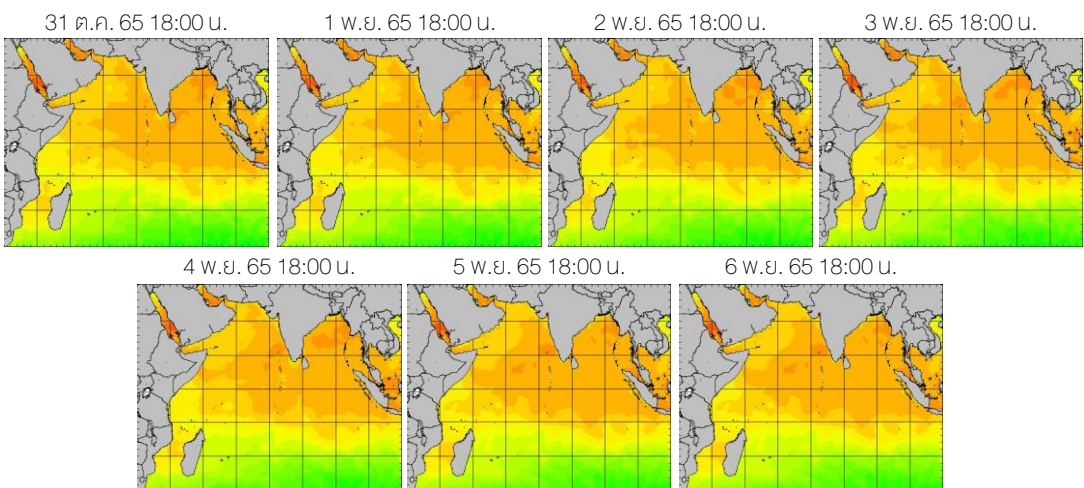 31 ต.ค. 65 18:00 น.
1 พ.ย. 65 18:00 น.
2 พ.ย. 65 18:00 น.
3 พ.ย. 65 18:00 น.
4 พ.ย. 65 18:00 น.
5 พ.ย. 65 18:00 น.
6 พ.ย. 65 18:00 น.